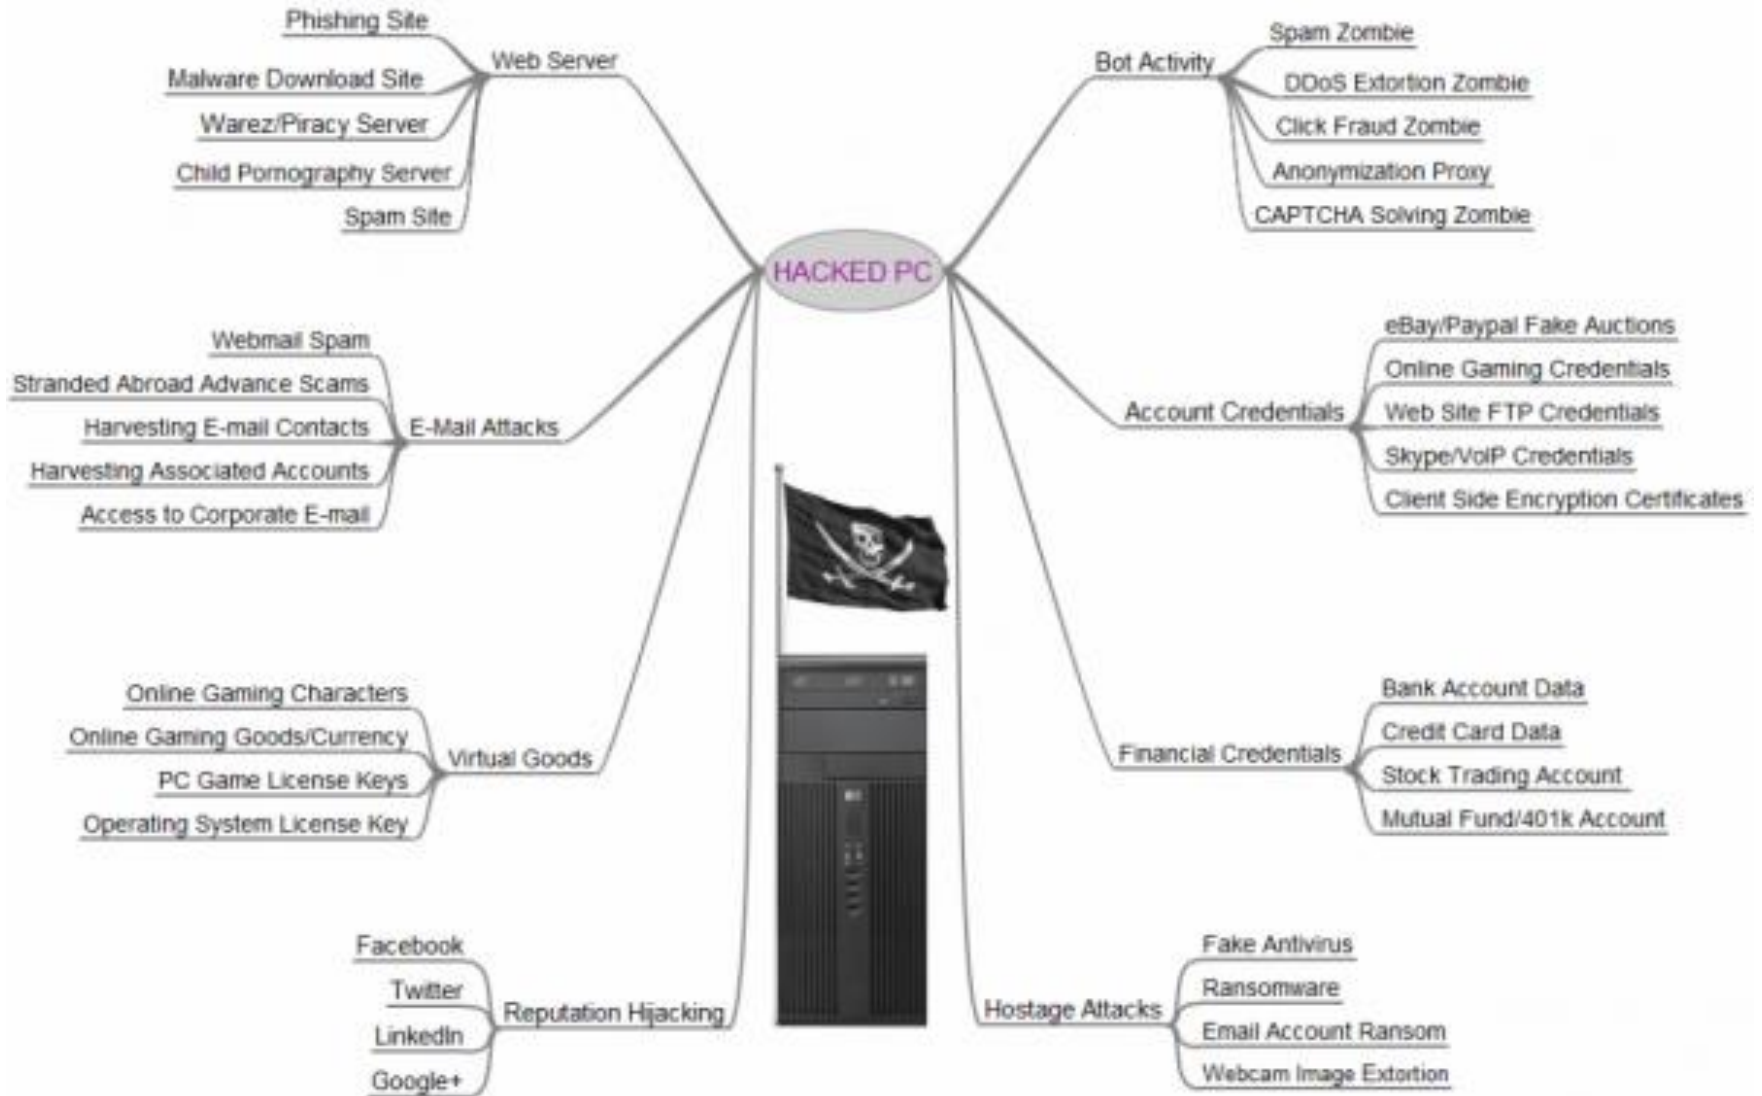 Phishing Site
Malware Download Site
Warez/Piracy Server
Child Pornography Server
Spam Site
Web Server
Bot Activity
Spam Zombie
DDoS Extortion Zombie
Click Fraud Zombie
Anonymization Proxy
CAPTCHA Solving Zombie
HACKED PC
Webmail Spam
Stranded Abroad Advance Scams
Harvesting E-mail Contacts
Harvesting Associated Accounts
Access to Corporate E-mail
E-Mail Attacks
Account Credentials
eBay/Paypal Fake Auctions
Online Gaming Credentials
Web Site FTP Credentials
Skype/VoIP Credentials
Client Side Encryption Certificates
Online Gaming Characters
Online Gaming Goods/Currency
PC Game License Keys
Operating System License Key
Virtual Goods
Financial Credentials
Bank Account Data
Credit Card Data
Stock Trading Account
Mutual Fund/401k Account
Facebook
Twitter
LinkedIn
Google+
Reputation Hijacking
Hostage Attacks
Fake Antivirus
Ransomware
Email Account Ransom
Webcam Image Extortion